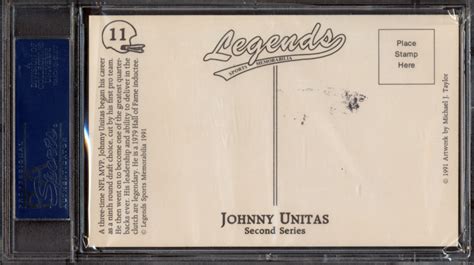 11
Legends
SPORTS MEMORABILIA
Place
Stamp
Here
A three-time NFL MVP, Johnny Unitas began his career
as a ninth round draft choice, cut by his first pro team.
He then went on to become one of the greatest quarter-
backs ever. His leadership and ability to deliver in the
clutch are legendary. He is a 1979 Hall of Fame inductee.
© Legends Sports Memorabilia 1991
© 1991 Artwork by Michael J. Taylor
JOHNNY UNITAS
Second Series